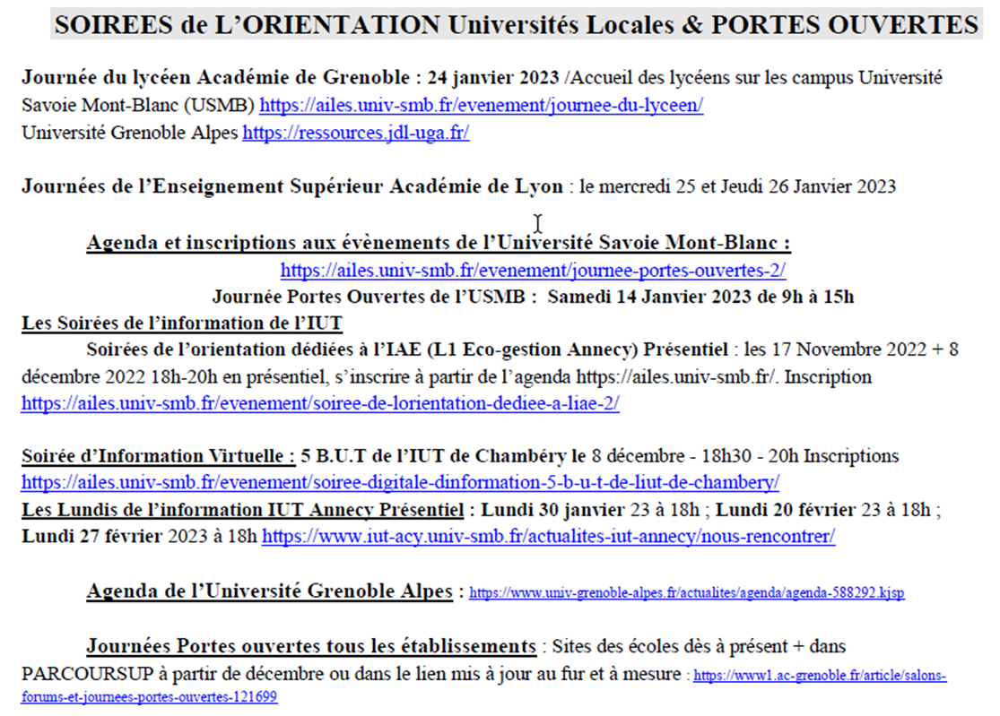 SOIREES de L’ORIENTATION Universités Locales & PORTES OUVERTES
Journée du lycéen Académie de Grenoble : 24 janvier 2023 /Accueil des lycéens sur les campus Université
Savoie Mont-Blanc (USMB) https://ailes.univ-smb.fr/evenement/journee-du-lyceen/
Université Grenoble Alpes https://ressources.jdl-uga.fr/
Journées de l’Enseignement Supérieur Académie de Lyon : le mercredi 25 et Jeudi 26 Janvier 2023
Agenda et inscriptions aux évènements de l’Université Savoie Mont-Blanc :
https://ailes.univ-smb.fr/evenement/journee-portes-ouvertes-2/
Journée Portes Ouvertes de l’USMB : Samedi 14 Janvier 2023 de 9h à 15h
Les Soirées de l’information de l’IUT
Soirées de l’orientation dédiées à l’IAE (L1 Eco-gestion Annecy) Présentiel : les 17 Novembre 2022 + 8
décembre 2022 18h-20h en présentiel, s’inscrire à partir de l’agenda https://ailes.univ-smb.fr/. Inscription
https://ailes.univ-smb.fr/evenement/soiree-de-lorientation-dediee-a-liae-2/
Soirée d’Information Virtuelle : 5 B.U.T de l’IUT de Chambéry le 8 décembre - 18h30 - 20h Inscriptions
https://ailes.univ-smb.fr/evenement/soiree-digitale-dinformation-5-b-u-t-de-liut-de-chambery/
Les Lundis de l’information IUT Annecy Présentiel : Lundi 30 janvier 23 à 18h ; Lundi 20 février 23 à 18h ;
Lundi 27 février 2023 à 18h https://www.iut-acy.univ-smb.fr/actualites-iut-annecy/nous-rencontrer/
Agenda de l’Université Grenoble Alpes : https://www.univ-grenoble-alpes.fr/actualites/agenda/agenda-588292.kjsp
Journées Portes ouvertes tous les établissements : Sites des écoles dès à présent + dans
PARCOURSUP à partir de décembre ou dans le lien mis à jour au fur et à mesure : https://www1.ac-grenoble.fr/article/salons-
forums-et-journees-portes-ouvertes-121699